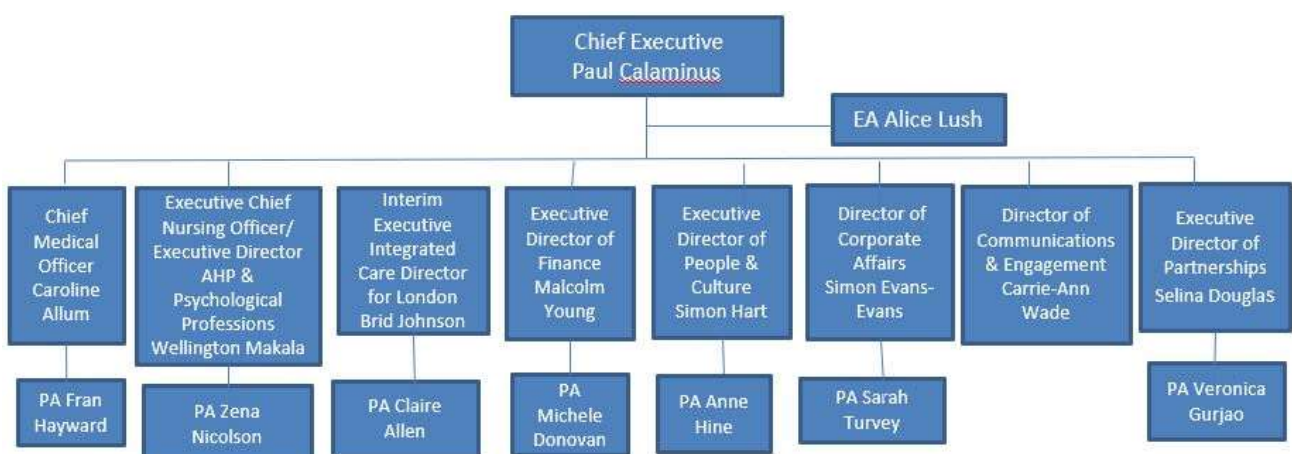 Chief Executive
Paul Calaminus
EA Alice Lush
Chief
Medical
Officer
Caroline
Allum
Executive Chief
Nursing Officer/
Executive Director
AHP &
Psychological
Professions
Wellington Makala
Interim
Executive
Integrated
Care Director
for London
Brid Johnson
Executive
Director of
Finance
Malcolm
Young
Executive
Director of
People &
Culture
Simon Hart
Director of
Corporate
Affairs
Simon Evans-
Evans
Director of
Communications
& Engagement
Carrie-Ann
Wade
Executive
Director of
Partnerships
Selina Douglas
PA Fran
Hayward
PA Zena
Nicolson
PA Claire
Allen
PA
Michele
Donovan
PA Anne
Hine
PA Sarah
Turvey
PA Veronica
Gurjao